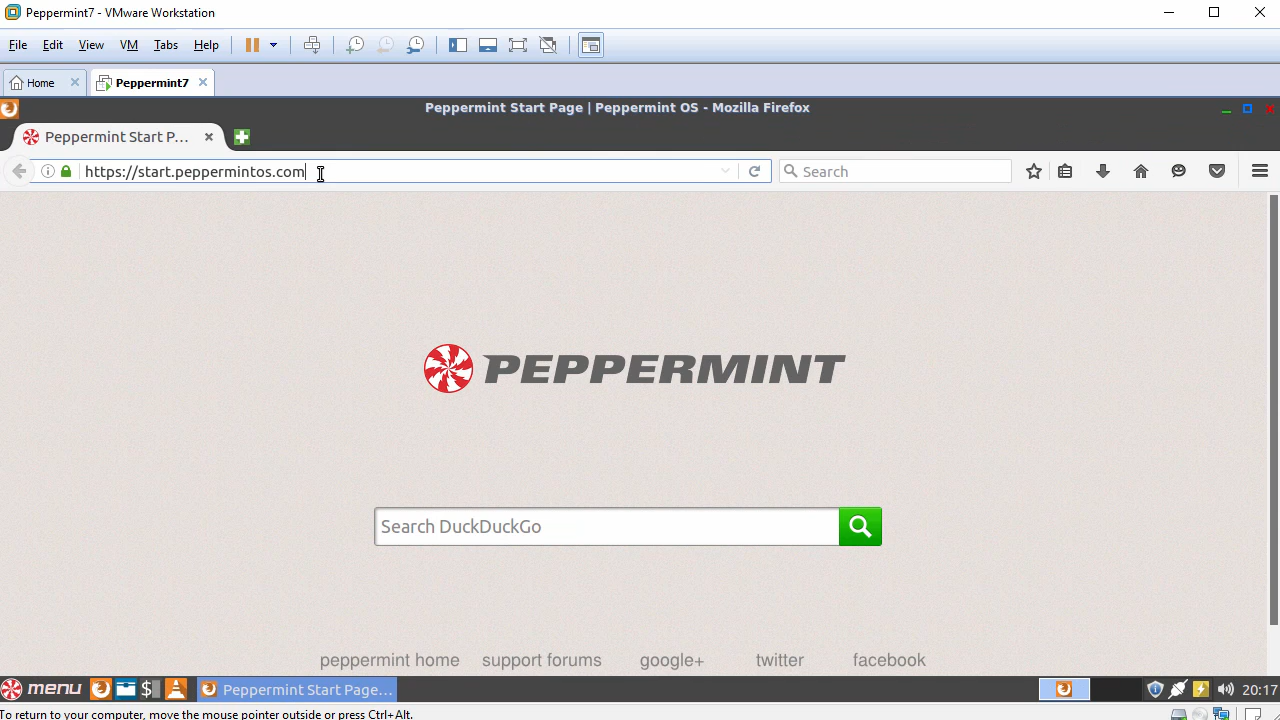 Peppermint7 - VMware Workstation
File Edit View VM Tabs Help
Home Peppermint7
Peppermint Start Page | Peppermint OS - Mozilla Firefox
Peppermint Start P...
https://start.peppermintos.com Search
PEPPERMINT
Search DuckDuckGo
peppermint home support forums google+ twitter facebook
menu $ Peppermint Start Page... 20:17
To return to your computer, move the mouse pointer outside or press Ctrl+Alt.